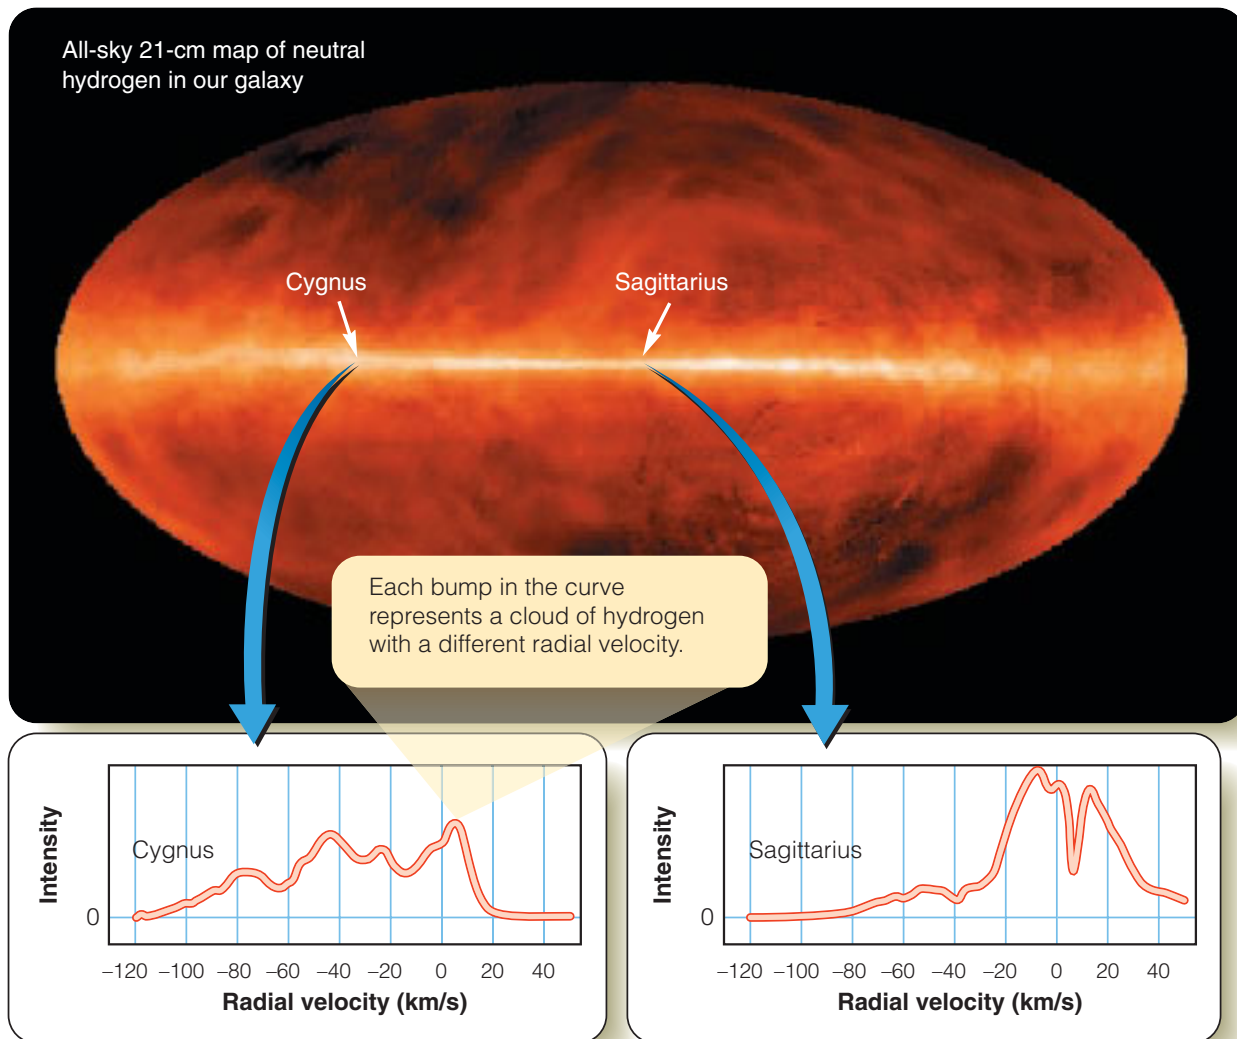 All-sky 21-cm map of neutral
hydrogen in our galaxy
Cygnus
Sagittarius
Each bump in the curve
represents a cloud of hydrogen
with a different radial velocity.
Intensity
Cygnus
0
−120 −100 −80 −60 −40 −20 0 20 40
Radial velocity (km/s)
Intensity
Sagittarius
0
−120 −100 −80 −60 −40 −20 0 20 40
Radial velocity (km/s)